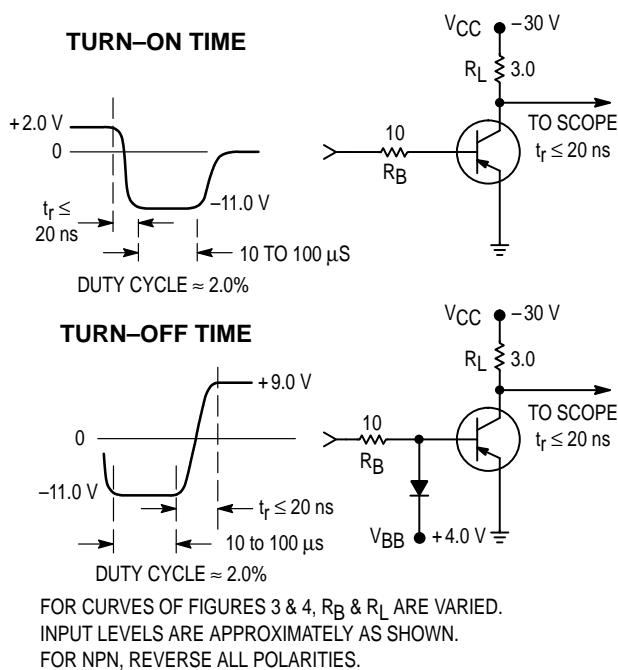 TURN–ON TIME
+2.0 V
0
tr ≤
20 ns
–11.0 V
10 TO 100 µS
DUTY CYCLE ≈ 2.0%
VCC –30 V
RL 3.0
10
RB
TO SCOPE
tr ≤ 20 ns
TURN–OFF TIME
+9.0 V
0
–11.0 V
tr ≤ 20 ns
10 to 100 µs
DUTY CYCLE ≈ 2.0%
VCC –30 V
RL 3.0
10
RB
TO SCOPE
tr ≤ 20 ns
VBB +4.0 V
FOR CURVES OF FIGURES 3 & 4, RB & RL ARE VARIED.
INPUT LEVELS ARE APPROXIMATELY AS SHOWN.
FOR NPN, REVERSE ALL POLARITIES.